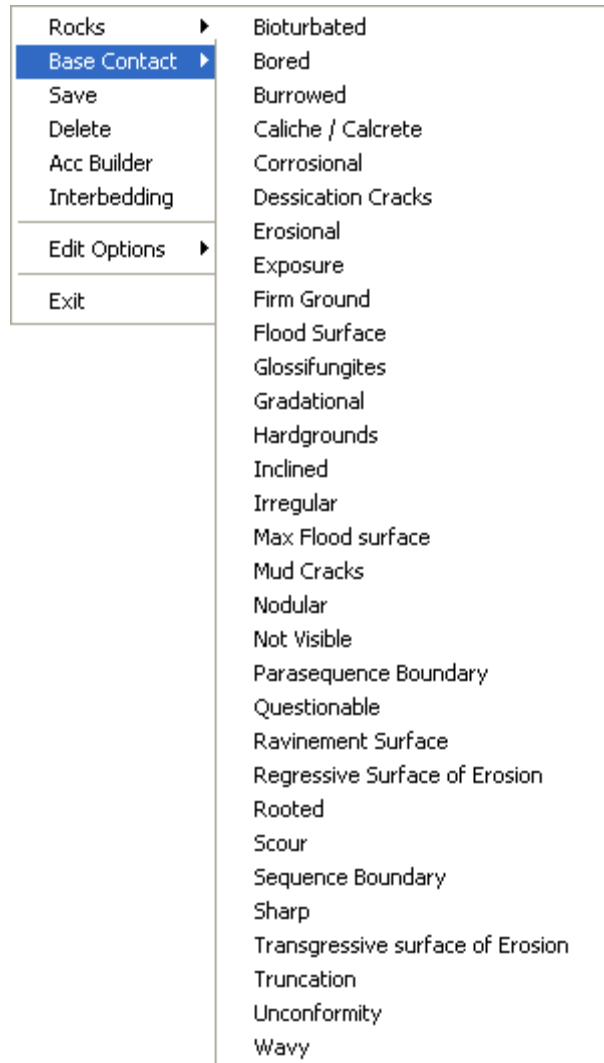 Rocks
Base Contact
Save
Delete
Acc Builder
Interbedding
Edit Options
Exit
Bioturbated
Bored
Burrowed
Caliche / Calcrete
Corrosional
Dessication Cracks
Erosional
Exposure
Firm Ground
Flood Surface
Glossifungites
Gradational
Hardgrounds
Inclined
Irregular
Max Flood surface
Mud Cracks
Nodular
Not Visible
Parasequence Boundary
Questionable
Ravinement Surface
Regressive Surface of Erosion
Rooted
Scour
Sequence Boundary
Sharp
Transgressive surface of Erosion
Truncation
Unconformity
Wavy